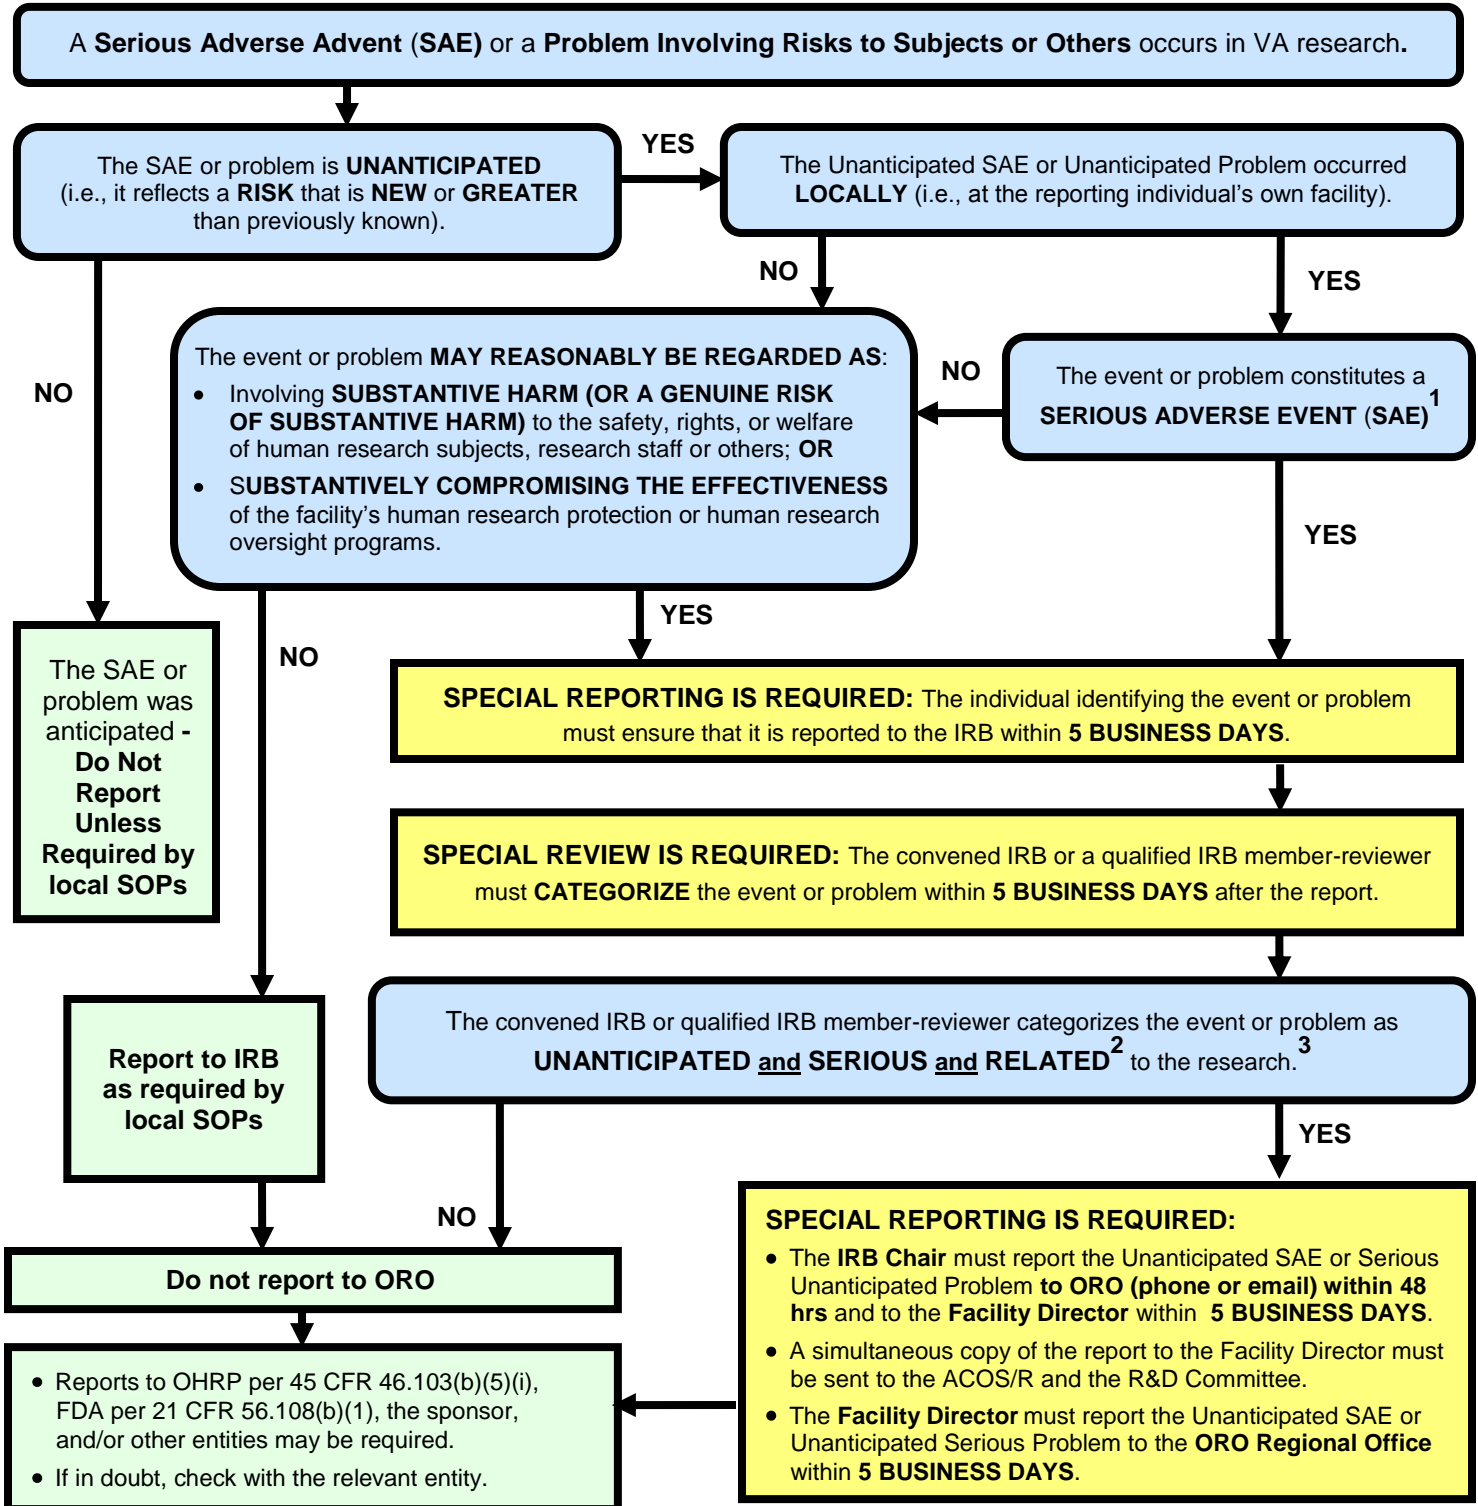 A Serious Adverse Advent (SAE) or a Problem Involving Risks to Subjects or Others occurs in VA research.
The SAE or problem is UNANTICIPATED
(i.e., it reflects a RISK that is NEW or GREATER
than previously known).
YES
The Unanticipated SAE or Unanticipated Problem occurred
LOCALLY (i.e., at the reporting individual's own facility).
NO
YES
NO
The event or problem MAY REASONABLY BE REGARDED AS:
• Involving SUBSTANTIVE HARM (OR A GENUINE RISK
OF SUBSTANTIVE HARM) to the safety, rights, or welfare
of human research subjects, research staff or others; OR
• SUBSTANTIVELY COMPROMISING THE EFFECTIVENESS
of the facility's human research protection or human research
oversight programs.
NO
The event or problem constitutes a
SERIOUS ADVERSE EVENT (SAE)1
YES
YES
NO
The SAE or
problem was
anticipated -
Do Not
Report
Unless
Required by
local SOPs
SPECIAL REPORTING IS REQUIRED: The individual identifying the event or problem
must ensure that it is reported to the IRB within 5 BUSINESS DAYS.
SPECIAL REVIEW IS REQUIRED: The convened IRB or a qualified IRB member-reviewer
must CATEGORIZE the event or problem within 5 BUSINESS DAYS after the report.
The convened IRB or qualified IRB member-reviewer categorizes the event or problem as
UNANTICIPATED and SERIOUS and RELATED2 to the research.3
Report to IRB
as required by
local SOPs
YES
NO
Do not report to ORO
SPECIAL REPORTING IS REQUIRED:
• The IRB Chair must report the Unanticipated SAE or Serious
Unanticipated Problem to ORO (phone or email) within 48
hrs and to the Facility Director within 5 BUSINESS DAYS.
• A simultaneous copy of the report to the Facility Director must
be sent to the ACOS/R and the R&D Committee.
• The Facility Director must report the Unanticipated SAE or
Unanticipated Serious Problem to the ORO Regional Office
within 5 BUSINESS DAYS.
• Reports to OHRP per 45 CFR 46.103(b)(5)(i),
FDA per 21 CFR 56.108(b)(1), the sponsor,
and/or other entities may be required.
• If in doubt, check with the relevant entity.